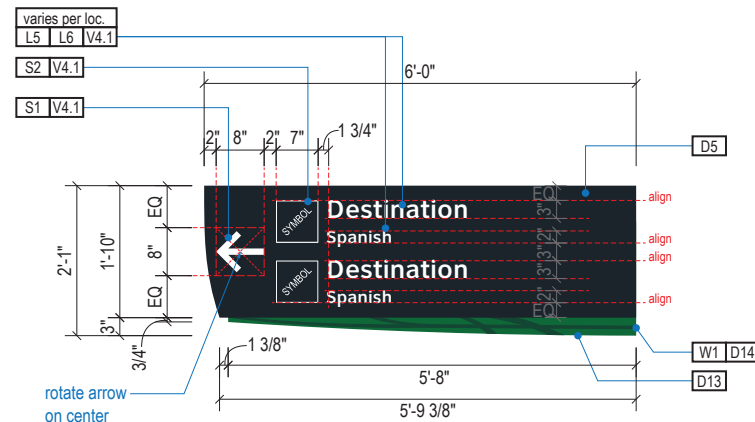 varies per loc.
L5 L6 V4.1
S2 V4.1
S1 V4.1
6'-0"
2" 8" 2" 7" 1 3/4"
D5
2'-1"
1'-10"
3"
EQ
8"
EQ
3/4"
SYMBOL
Destination
Spanish
SYMBOL
Destination
Spanish
EQ
3"
2"
3"
3"
2"
EQ
align
align
align
align
W1 D14
D13
1 3/8"
5'-8"
5'-9 3/8"
rotate arrow
on center